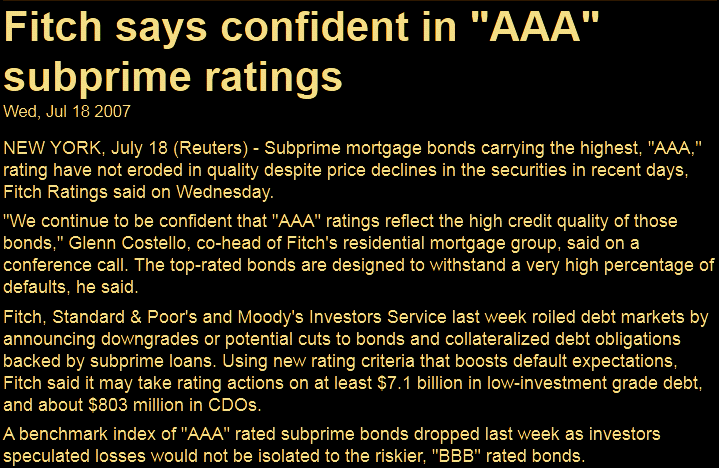 Fitch says confident in "AAA"
subprime ratings
Wed, Jul 18 2007
NEW YORK, July 18 (Reuters) - Subprime mortgage bonds carrying the highest, "AAA,"
rating have not eroded in quality despite price declines in the securities in recent days,
Fitch Ratings said on Wednesday.
"We continue to be confident that "AAA" ratings reflect the high credit quality of those
bonds," Glenn Costello, co-head of Fitch's residential mortgage group, said on a
conference call. The top-rated bonds are designed to withstand a very high percentage of
defaults, he said.
Fitch, Standard & Poor's and Moody's Investors Service last week roiled debt markets by
announcing downgrades or potential cuts to bonds and collateralized debt obligations
backed by subprime loans. Using new rating criteria that boosts default expectations,
Fitch said it may take rating actions on at least $7.1 billion in low-investment grade debt,
and about $803 million in CDOs.
A benchmark index of "AAA" rated subprime bonds dropped last week as investors
speculated losses would not be isolated to the riskier, "BBB" rated bonds.